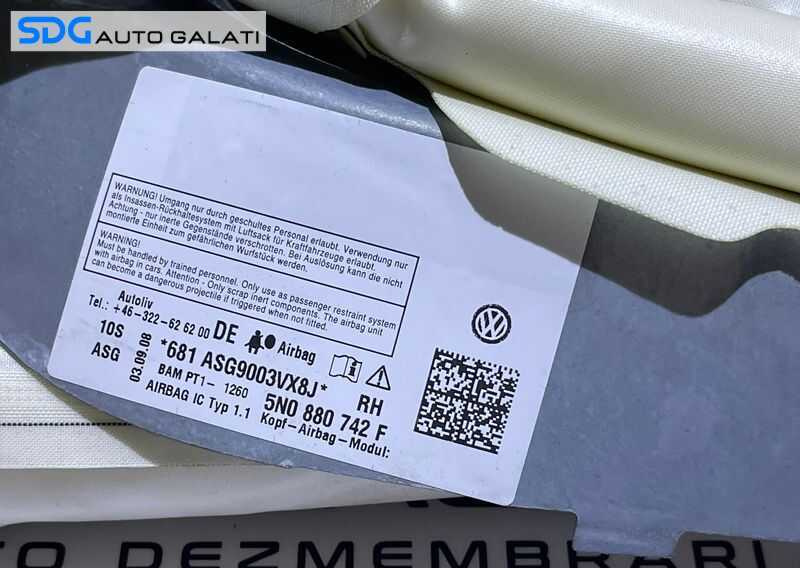 SDG AUTO GALATI
WARNUNG! Umgang nur durch geschultes Personal erlaubt. Verwendung nur
als Insassen-Rückhaltesystem mit Luftsack für Kraftfahrzeuge erlaubt.
Achtung - nur inerte Gegenstände verschrotten. Bei Auslösung kann die nicht
montierte Einheit zum gefährlichen Wurfstück werden.
WARNING!
Must be handled by trained personnel. Only use as passenger restraint system
with airbag in cars. Attention - Only scrap inert components. The airbag unit
can become a dangerous projectile if triggered when not fitted.
Autoliv
Tel.: +46-322-62 62 00 DE Airbag
10S
ASG 03.09.08 *681 ASG9003VX8J*
BAM PT1- 1260 RH
AIRBAG IC Typ 1.1 5N0 880 742 F
Kopf-Airbag-Modul:
TO DEZMEMBRARI